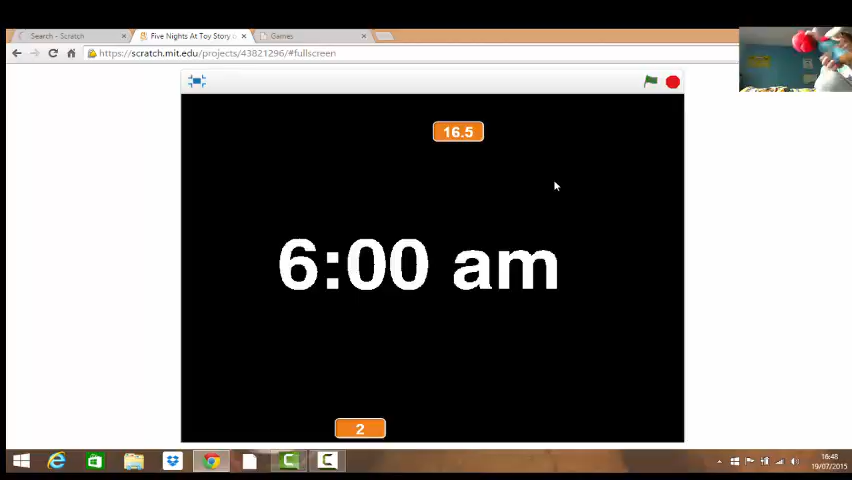 Search - Scratch
Five Nights At Toy Story
Games
https://scratch.mit.edu/projects/43821296/#fullscreen
16.5
6:00 am
2
16:48
19/07/2015